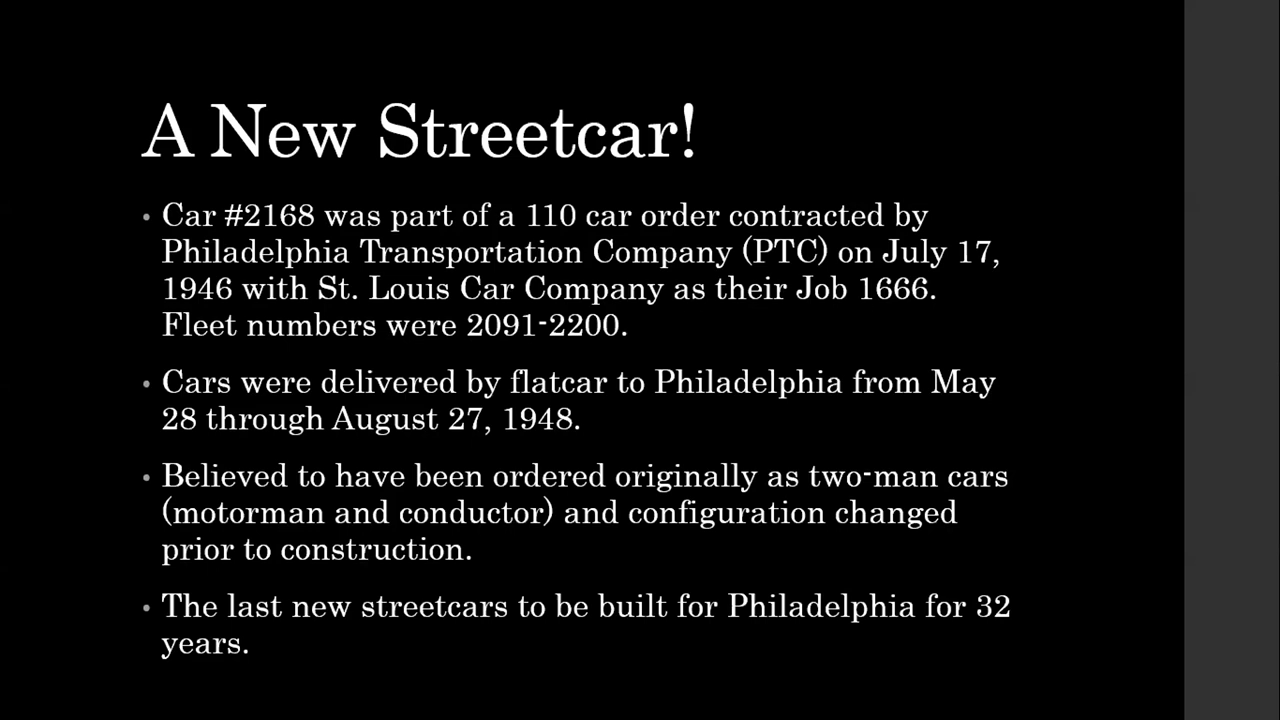 A New Streetcar!
• Car #2168 was part of a 110 car order contracted by
Philadelphia Transportation Company (PTC) on July 17,
1946 with St. Louis Car Company as their Job 1666.
Fleet numbers were 2091-2200.
• Cars were delivered by flatcar to Philadelphia from May
28 through August 27, 1948.
• Believed to have been ordered originally as two-man cars
(motorman and conductor) and configuration changed
prior to construction.
• The last new streetcars to be built for Philadelphia for 32
years.